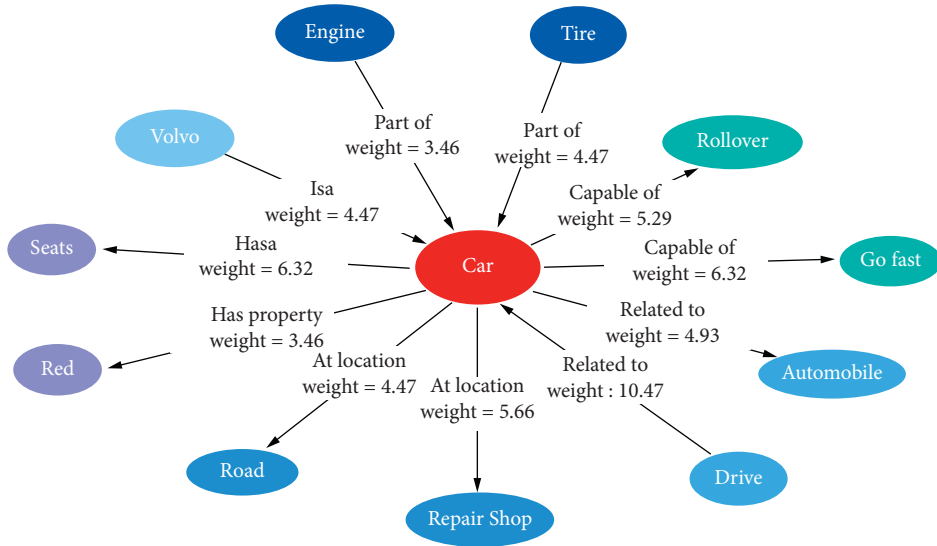 Engine
Tire
Volvo
Part of
weight = 3.46
Part of
weight = 4.47
Rollover
Isa
weight = 4.47
Capable of
weight = 5.29
Seats
Hasa
weight = 6.32
Car
Capable of
weight = 6.32
Go fast
Has property
weight = 3.46
Related to
weight = 4.93
Red
At location
weight = 4.47
At location
weight = 5.66
Related to
weight : 10.47
Automobile
Road
Repair Shop
Drive